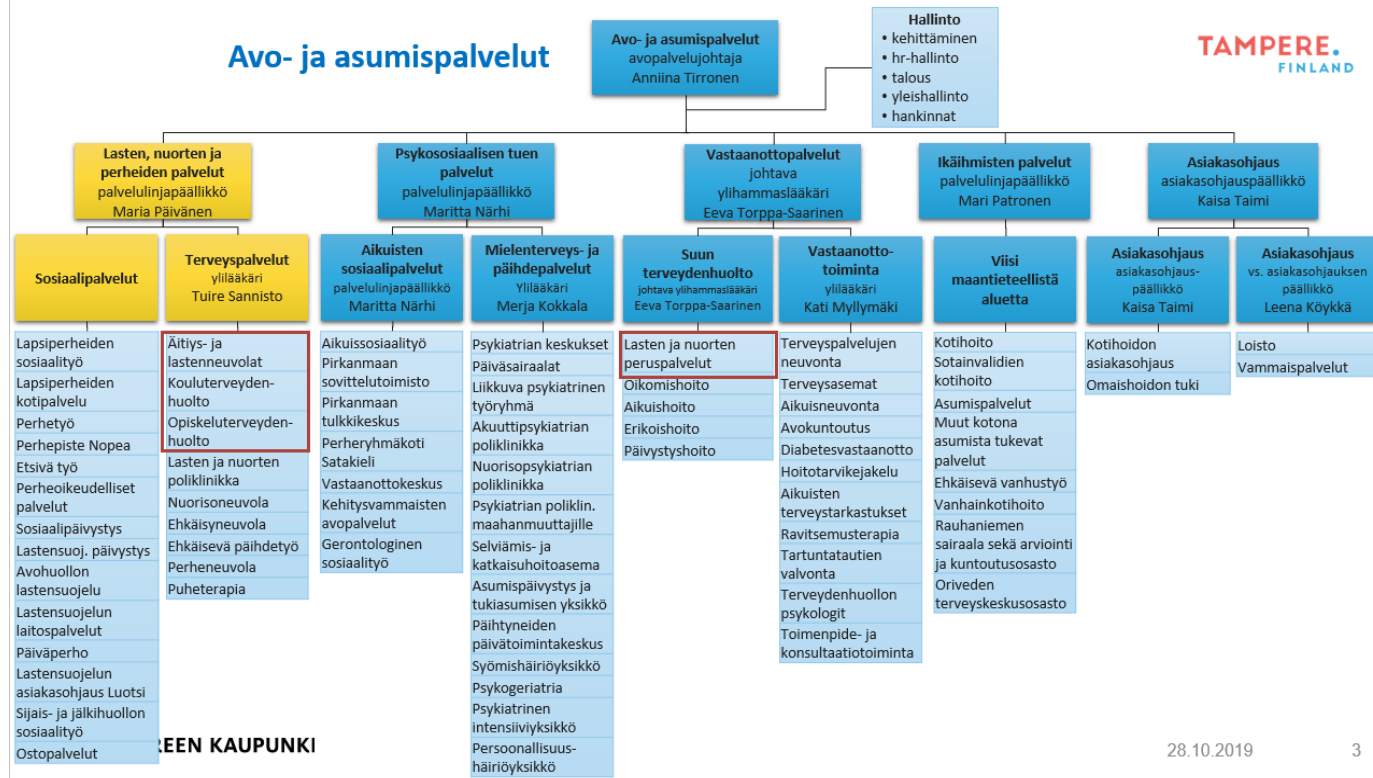 Avo- ja asumispalvelut
Avo- ja asumispalvelut
avopalvelujohtaja
Anniina Tirronen
Hallinto
• kehittäminen
• hr-hallinto
• talous
• yleishallinto
• hankinnat
TAMPERE.
FINLAND
Lasten, nuorten ja
perheiden palvelut
palvelulinjapäällikkö
Maria Päivänen
Psykososiaalisen tuen
palvelut
palvelulinjapäällikkö
Maritta Närhi
Vastaanottopalvelut
johtava
ylihammaslääkäri
Eeva Torppa-Saarinen
Ikäihmisten palvelut
palvelulinjapäällikkö
Mari Patronen
Asiakasohjaus
asiakasohjauspäällikkö
Kaisa Taimi
Sosiaalipalvelut
Terveyspalvelut
ylilääkäri
Tuire Sannisto
Aikuisten
sosiaalipalvelut
palvelulinjapäällikkö
Maritta Närhi
Mielenterveys- ja
päihdepalvelut
Ylilääkäri
Merja Kokkala
Suun
terveydenhuolto
johtava ylihammaslääkäri
Eeva Torppa-Saarinen
Vastaanotto-
toiminta
ylilääkäri
Kati Myllymäki
Viisi
maantieteellistä
aluetta
Asiakasohjaus
asiakasohjaus-
päällikkö
Kaisa Taimi
Asiakasohjaus
vs. asiakasohjauksen
päällikkö
Leena Köykkä
Lapsiperheiden
sosiaalityö
Lapsiperheiden
kotipalvelu
Perhetyö
Perhepiste Nopea
Etsivä työ
Perheoikeudelliset
palvelut
Sosiaalipäivystys
Lastensuoj. päivystys
Avohuollon
lastensuojelu
Lastensuojelun
laitospalvelut
Päiväperho
Lastensuojelun
asiakasohjaus Luotsi
Sijais- ja jälkihuollon
sosiaalityö
Ostopalvelut
Äitiys- ja
lastenneuvolat
Kouluterveyden-
huolto
Opiskeluterveyden-
huolto
Lasten ja nuorten
poliklinikka
Nuorisoneuvola
Ehkäisyneuvola
Ehkäisevä päihdetyö
Perheneuvola
Puheterapia
Aikuissosiaalityö
Pirkanmaan
sovittelutoimisto
Pirkanmaan
tulkkikeskus
Perheryhmäkoti
Satakieli
Vastaanottokeskus
Kehitysvammaisten
avopalvelut
Gerontologinen
sosiaalityö
Psykiatrian keskukset
Päiväsairaalat
Liikkuva psykiatrinen
työryhmä
Akuuttipsykiatrian
poliklinikka
Nuorisopsykiatrian
poliklinikka
Psykiatrian poliklin.
maahanmuuttajille
Selviämis- ja
katkaisuhoitoasema
Asumispäivystys ja
tukiasumisen yksikkö
Päihtyneiden
päivätoimintakeskus
Syömishäiriöyksikkö
Psykogeriatria
Psykiatrinen
intensiiviyksikkö
Persoonallisuus-
häiriöyksikkö
Lasten ja nuorten
peruspalvelut
Oikomishoito
Aikuishoito
Erikoishoito
Päivystyshoito
Terveyspalvelujen
neuvonta
Terveysasemat
Aikuisneuvonta
Avokuntoutus
Diabetesvastaanotto
Hoitotarvikejakelu
Aikuisten
terveystarkastukset
Ravitsemusterapia
Tartuntatautien
valvonta
Terveydenhuollon
psykologit
Toimenpide- ja
konsultaatiotoiminta
Kotihoito
Sotainvalidien
kotihoito
Asumispalvelut
Muut kotona
asumista tukevat
palvelut
Ehkäisevä vanhustyö
Vanhainkotihoito
Rauhaniemen
sairaala sekä arviointi
ja kuntoutusosasto
Oriveden
terveyskeskusosasto
Kotihoidon
asiakasohjaus
Omaishoidon tuki
Loisto
Vammaispalvelut
REEN KAUPUNKI
28.10.2019
3